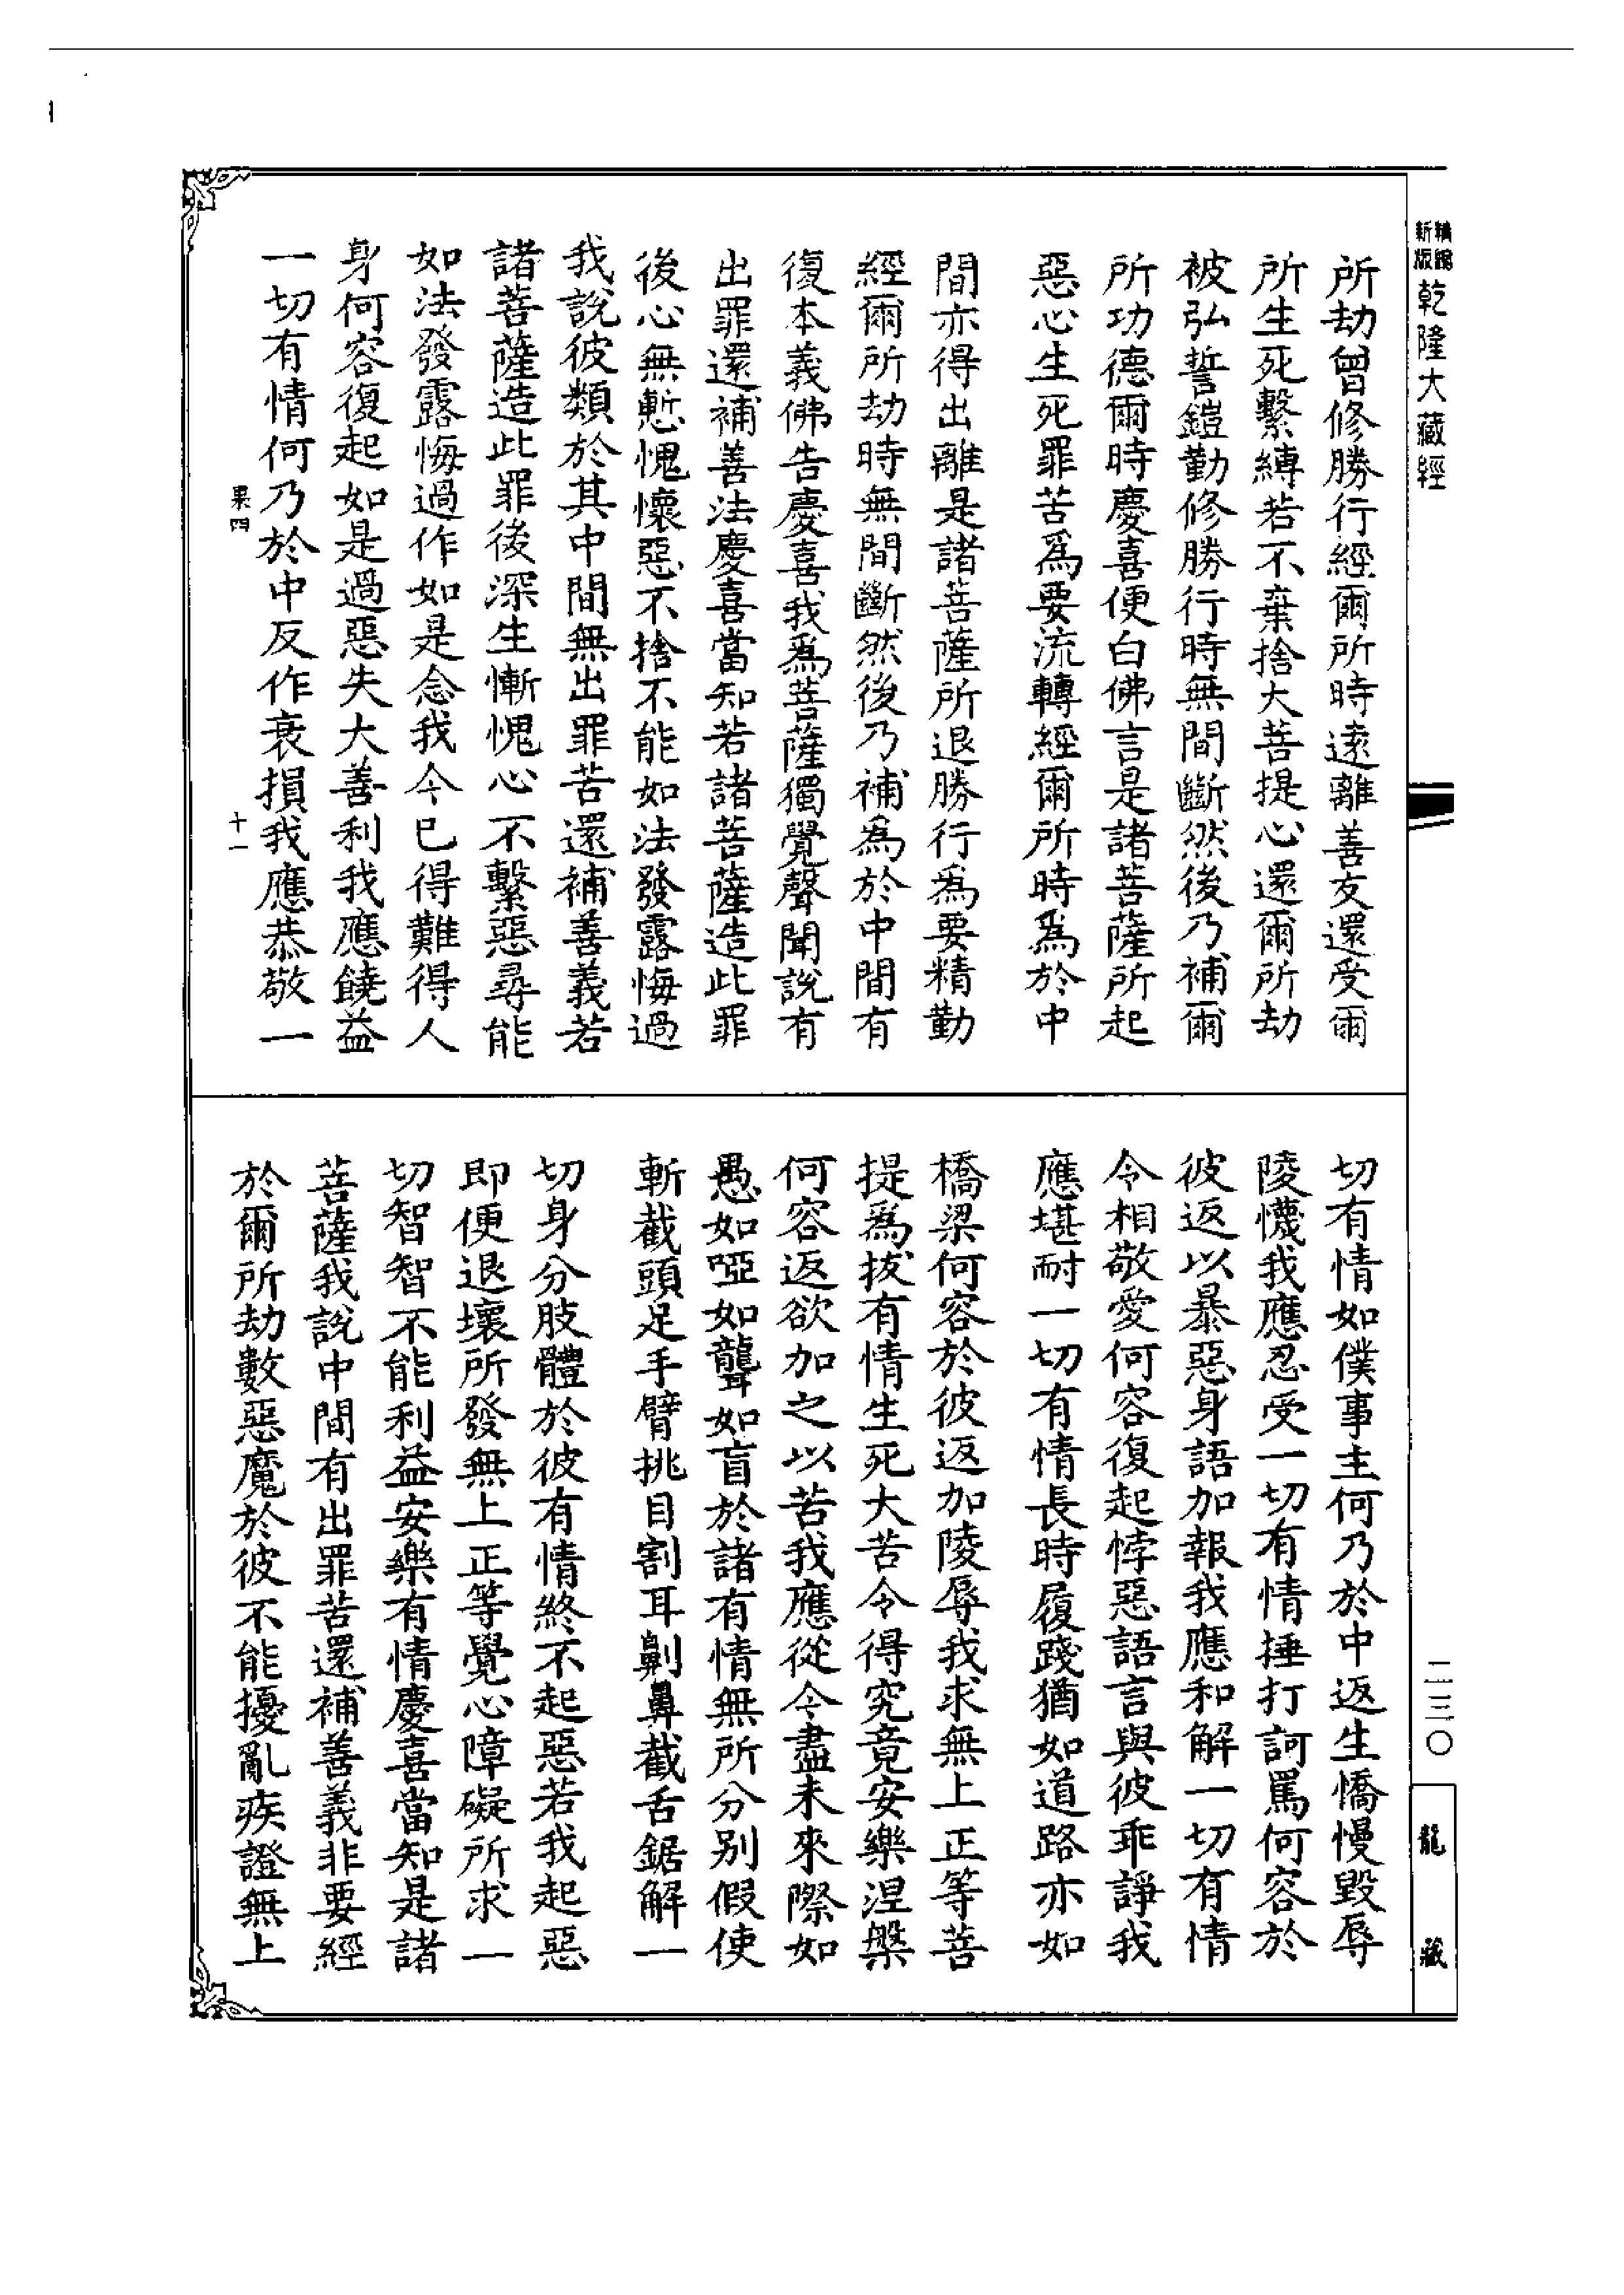 精編
新版
乾隆大藏經
所劫曾修勝行經爾所時遠離善友還受爾
所生死繫縛若不棄捨大菩提心還爾所劫
被弘誓鎧勤修勝行時無間斷然後乃補爾
所功德爾時慶喜便白佛言是諸菩薩所起
惡心生死罪苦爲要流轉經爾所時爲於中
間亦得出離是諸菩薩所退勝行爲要精勤
經爾所劫時無間斷然後乃補爲於中間有
復本義佛告慶喜我爲菩薩獨覺聲聞說有
出罪還補善法慶喜當知若諸菩薩造此罪
後心無慙愧懷惡不捨不能如法發露悔過
我說彼類於其中間無出罪苦還補善義若
諸菩薩造此罪後深生慚愧心不繫惡尋能
如法發露悔過作如是念我今已得難得人
身何容復起如是過惡失大善利我應饒益
一切有情何乃於中反作衰損我應恭敬一
果四
十一
切有情如僕事主何乃於中返生憍慢毀辱
陵懱我應忍受一切有情捶打訶罵何容於
彼返以暴惡身語加報我應和解一切有情
令相敬愛何容復起悖惡語言與彼乖諍我
應堪耐一切有情長時履踐猶如道路亦如
橋梁何容於彼返加陵辱我求無上正等菩
提爲拔有情生死大苦令得究竟安樂涅槃
何容返欲加之以苦我應從今盡未來際如
愚如啞如聾如盲於諸有情無所分別假使
斬截頭足手臂挑目割耳劓鼻截舌鋸解一
切身分肢體於彼有情終不起惡若我起惡
即便退壞所發無上正等覺心障礙所求一
切智智不能利益安樂有情慶喜當知是諸
菩薩我說中間有出罪苦還補善義非要經
於爾所劫數惡魔於彼不能擾亂疾證無上
二三〇
龍藏